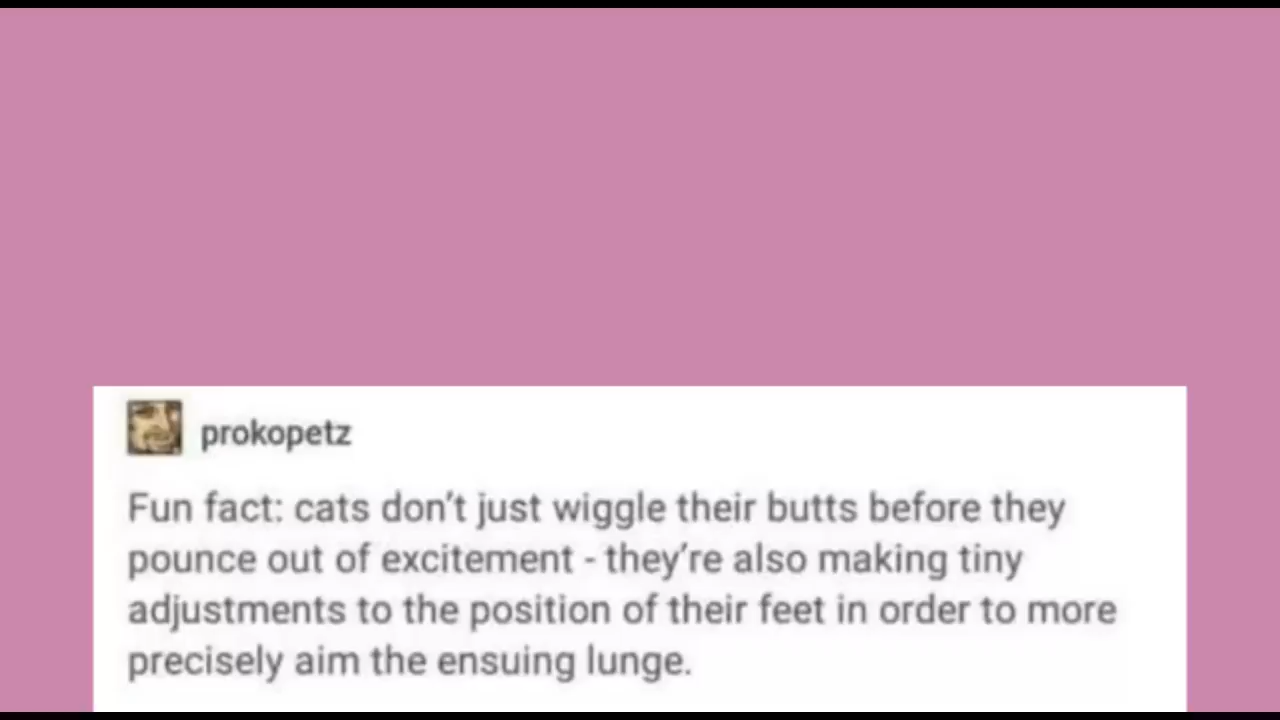 prokopetz
Fun fact: cats don't just wiggle their butts before they
pounce out of excitement - they're also making tiny
adjustments to the position of their feet in order to more
precisely aim the ensuing lunge.